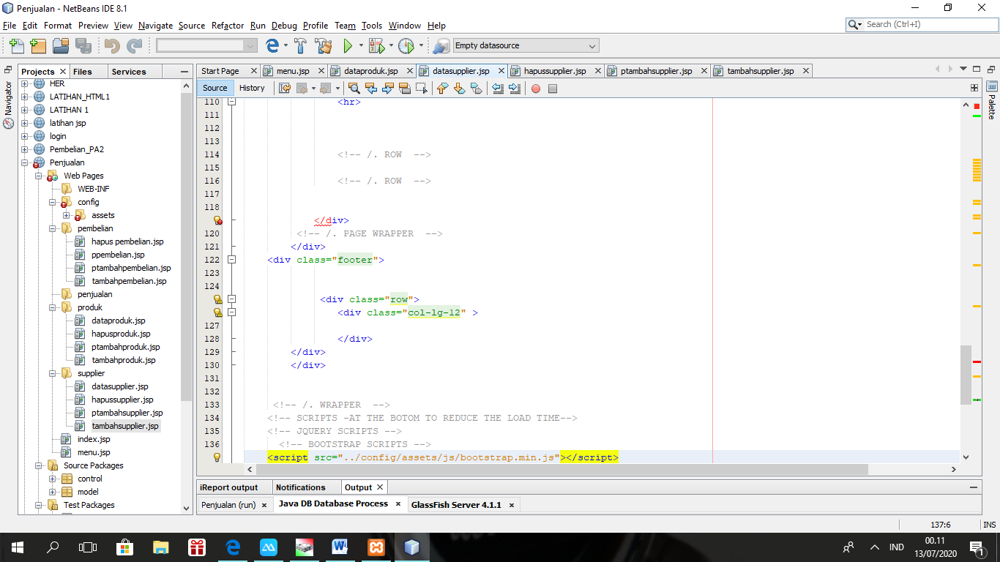 Penjualan - NetBeans IDE 8.1
File Edit Format Preview View Navigate Source Refactor Run Debug Profile Team Tools Window Help
Search (Ctrl+I)
Empty datasource
Navigator
Projects Files Services
HER
LATIHAN_HTML1
LATIHAN 1
latihan jsp
login
Pembelian_PA2
Penjualan
Web Pages
WEB-INF
config
assets
pembelian
hapus pembelian.jsp
ppembelian.jsp
ptambahpembelian.jsp
tambahpembelian.jsp
penjualan
produk
dataproduk.jsp
hapusproduk.jsp
ptambahproduk.jsp
tambahproduk.jsp
supplier
datasupplier.jsp
hapussupplier.jsp
ptambahsupplier.jsp
tambahsupplier.jsp
index.jsp
menu.jsp
Source Packages
control
model
Test Packages
Start Page menu.jsp dataproduk.jsp datasupplier.jsp hapussupplier.jsp ptambahsupplier.jsp tambahsupplier.jsp
Source History
110 <hr>
111
112
113
114 <!-- /. ROW  -->
115
116 <!-- /. ROW  -->
117
118
</div>
120 <!-- /. PAGE WRAPPER  -->
121 </div>
122 <div class="footer">
123
124
<div class="row">
<div class="col-lg-12" >
127
128 </div>
129 </div>
130 </div>
131
132
133 <!-- /. WRAPPER  -->
134 <!-- SCRIPTS -AT THE BOTOM TO REDUCE THE LOAD TIME-->
135 <!-- JQUERY SCRIPTS -->
136 <!-- BOOTSTRAP SCRIPTS -->
<script src="../config/assets/js/bootstrap.min.js"></script>
Palette
iReport output Notifications Output
Penjualan (run) Java DB Database Process GlassFish Server 4.1.1
137:6 INS
IND
00.11
13/07/2020
1